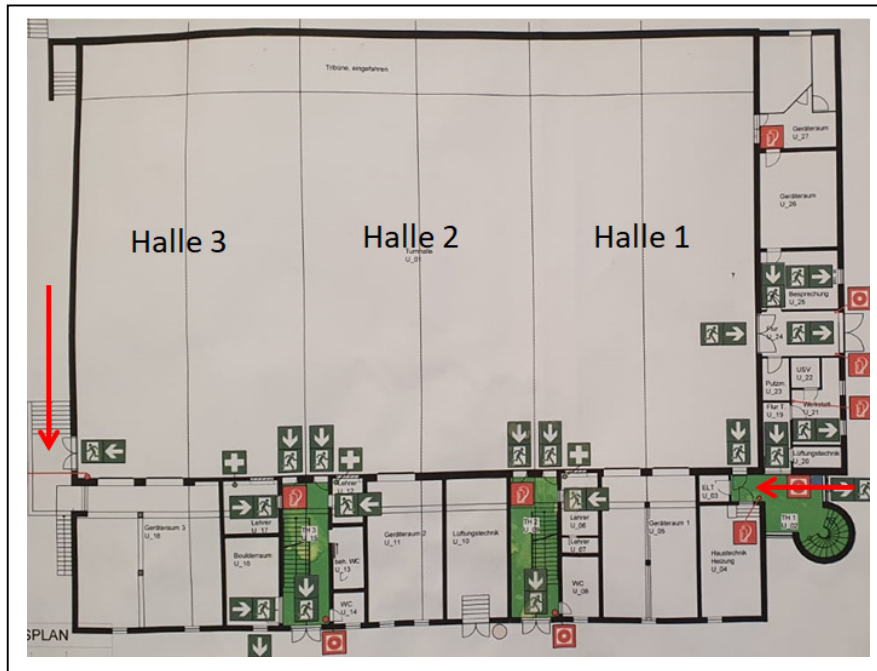 Tribüne, eingefahren
Geräteraum
U_27
Geräteraum
U_26
Halle 3
Halle 2
Halle 1
Turnhalle
U_01
Besprechung
U_25
Flur
U_24
USV
U_22
Putzm.
U_23
Werkstatt
U_21
Flur T.
U_19
Lüftungstechnik
U_20
ELT
U_03
TH 1
U_02
Lehrer
U_17
Geräteraum 3
U_18
TH 3
Lehrer
Geräteraum 2
U_11
Lüftungstechnik
U_10
TH 2
Lehrer
U_06
Lehrer
U_07
Geräteraum 1
U_05
Haustechnik
Heizung
U_04
Boulderraum
U_16
beh. WC
U_13
WC
U_14
WC
U_08
SPLAN